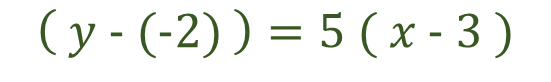 ( y - (-2) ) = 5 ( x - 3 )